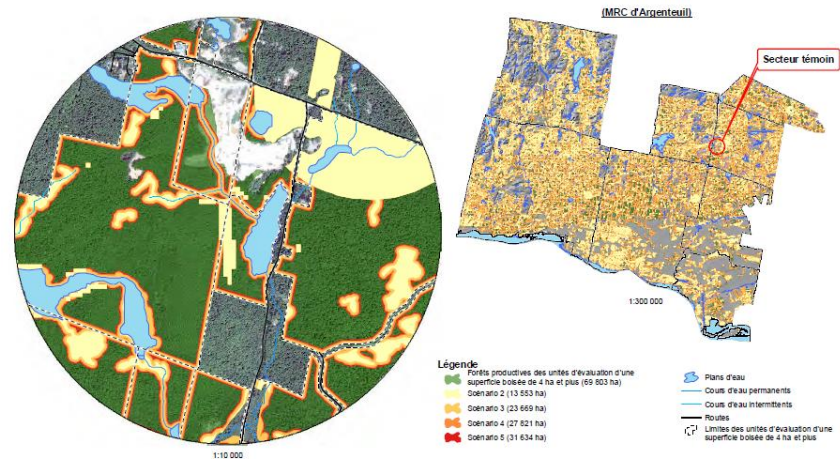 (MRC d'Argenteuil)
Secteur témoin
1:300 000
1:10 000
Légende
Forêts productives des unités d'évaluation d'une
superficie boisée de 4 ha et plus (69 803 ha)
Scénario 2 (13 553 ha)
Scénario 3 (23 669 ha)
Scénario 4 (27 821 ha)
Scénario 5 (31 634 ha)
Plans d'eau
Cours d'eau permanents
Cours d'eau intermittents
Routes
Limites des unités d'évaluation d'une
superficie boisée de 4 ha et plus